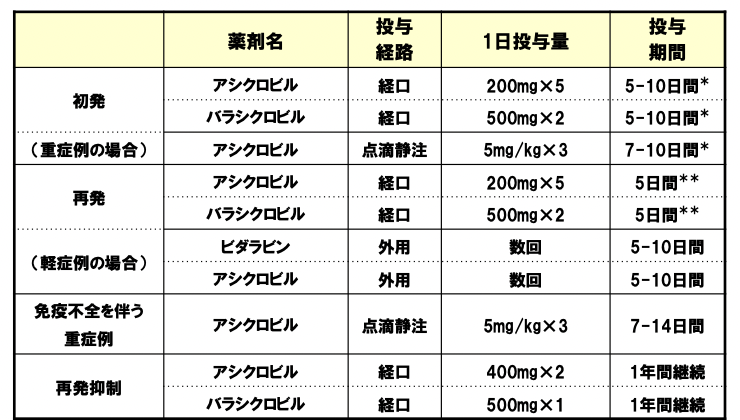 薬剤名 投与経路 1日投与量 投与期間
初発 アシクロビル 経口 200mg×5 5-10日間*
バラシクロビル 経口 500mg×2 5-10日間*
(重症例の場合) アシクロビル 点滴静注 5mg/kg×3 7-10日間*
再発 アシクロビル 経口 200mg×5 5日間**
バラシクロビル 経口 500mg×2 5日間**
(軽症例の場合) ビダラビン 外用 数回 5-10日間
アシクロビル 外用 数回 5-10日間
免疫不全を伴う
重症例 アシクロビル 点滴静注 5mg/kg×3 7-14日間
再発抑制 アシクロビル 経口 400mg×2 1年間継続
バラシクロビル 経口 500mg×1 1年間継続